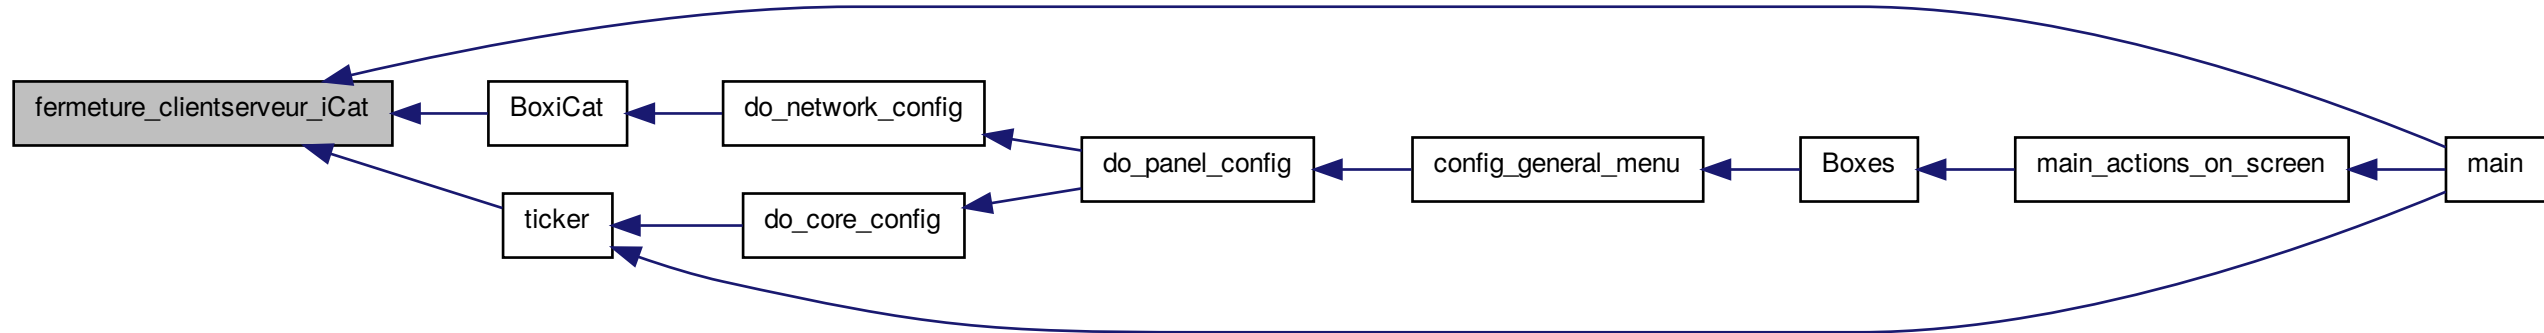 fermeture_clientserveur_iCat
BoxiCat
do_network_config
ticker
do_core_config
do_panel_config
config_general_menu
Boxes
main_actions_on_screen
main